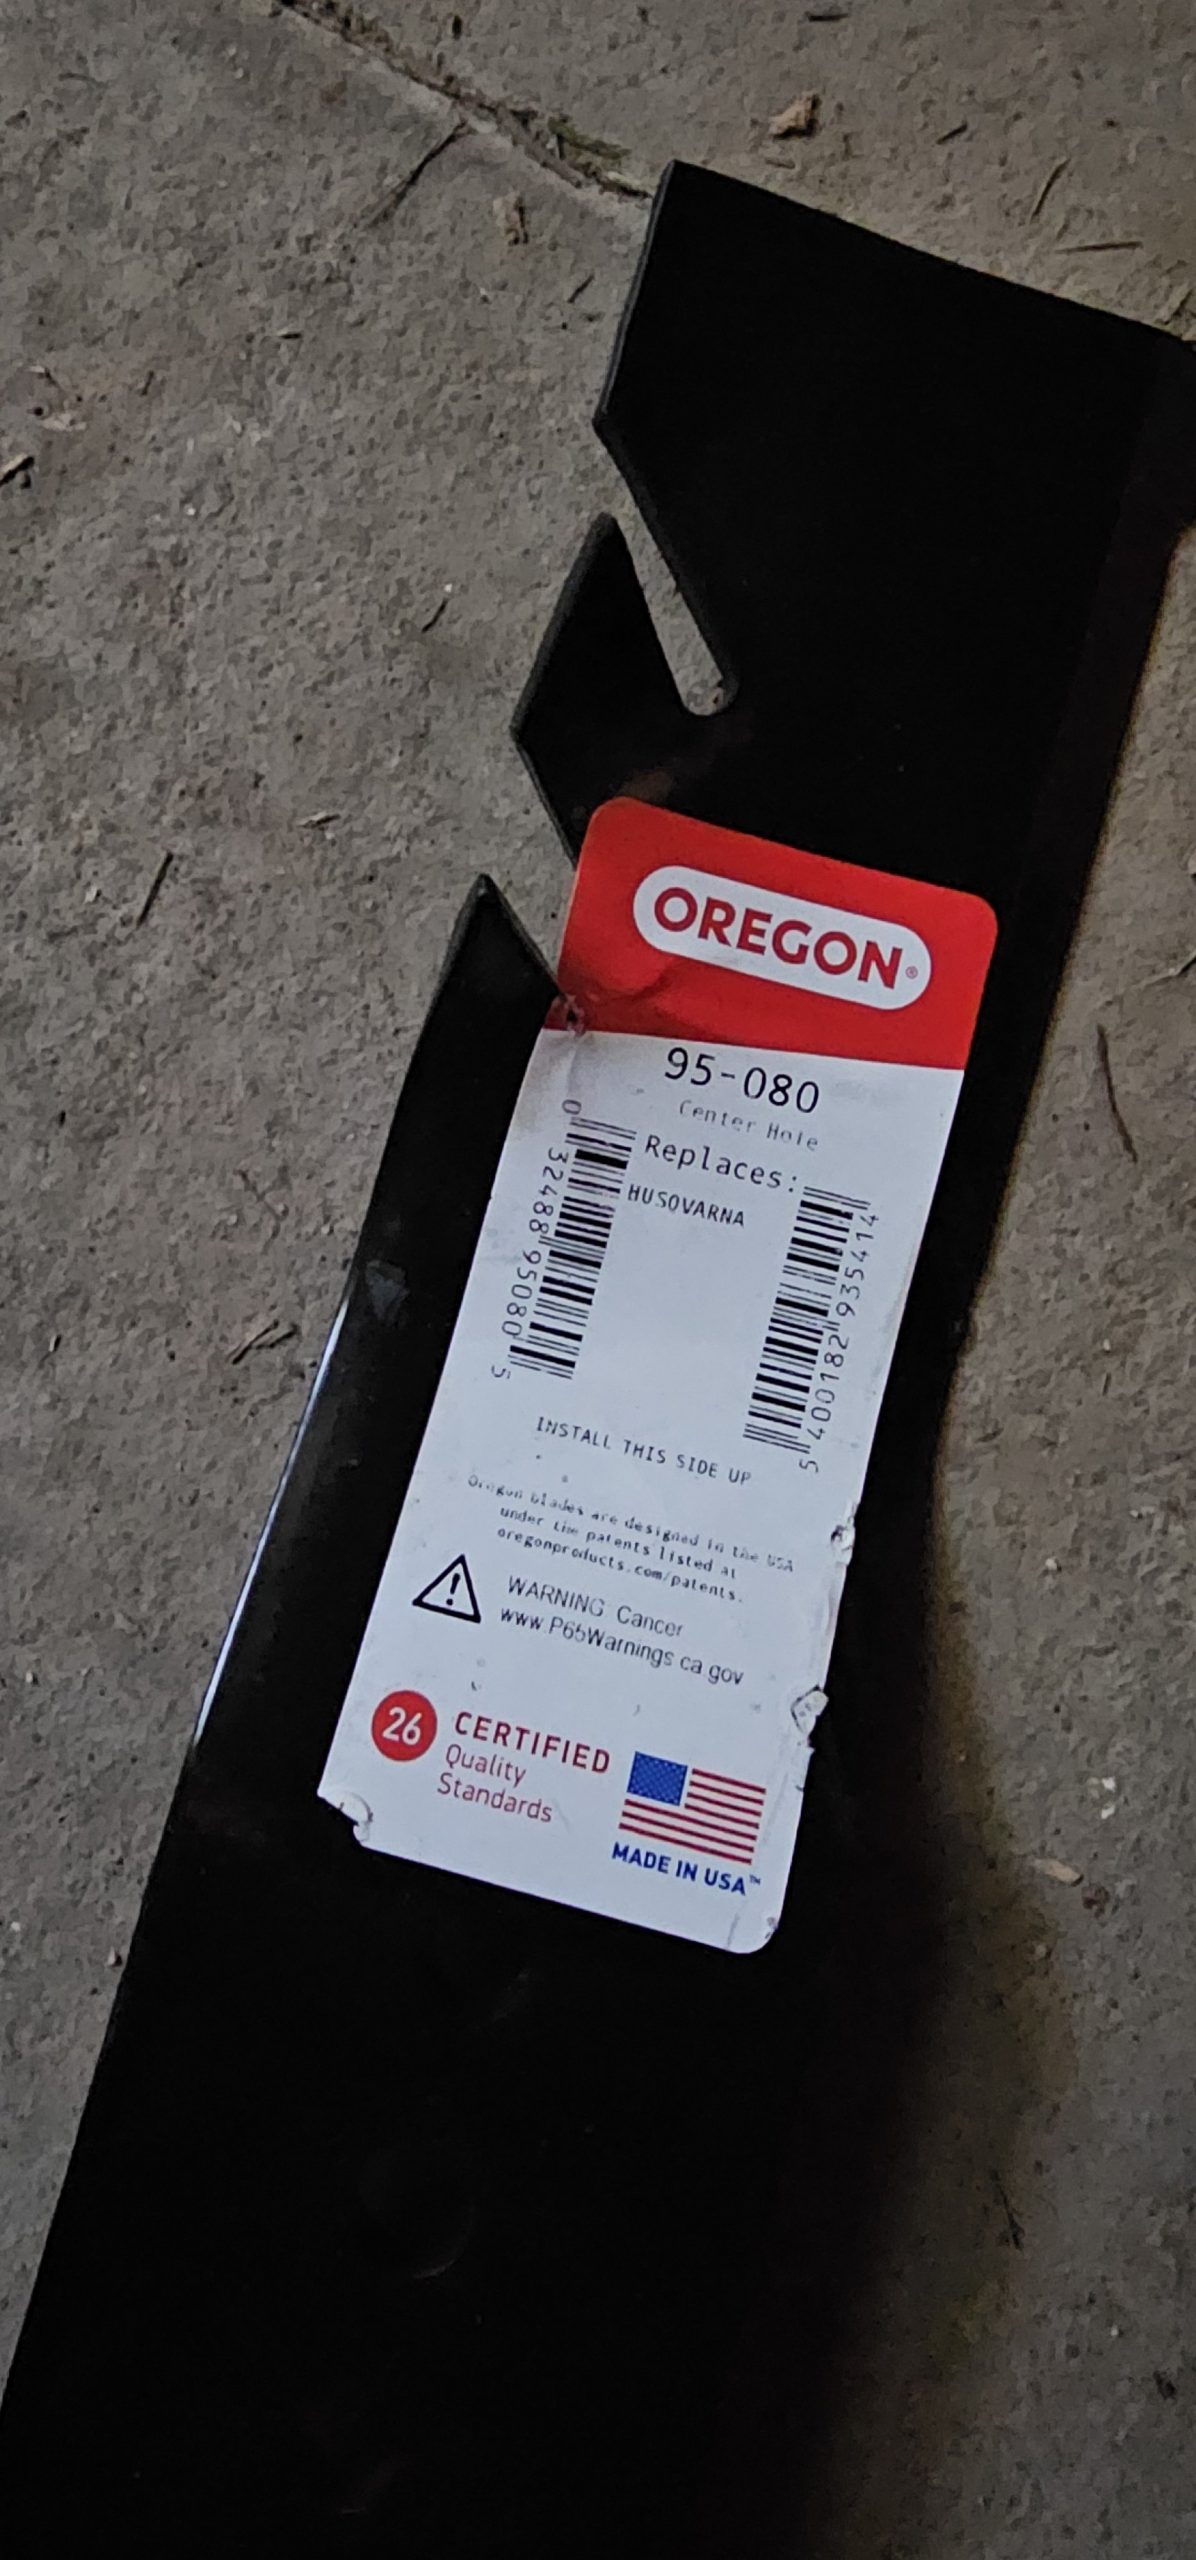 OREGON®
95-080
Center Hole
Replaces:
HUSQVARNA
0 32488 95080 5
5 400182 935414
INSTALL THIS SIDE UP
Oregon blades are designed in the USA
under the patents listed at
oregonproducts.com/patents.
WARNING Cancer
www.P65Warnings.ca.gov
26
CERTIFIED
Quality
Standards
MADE IN USA™